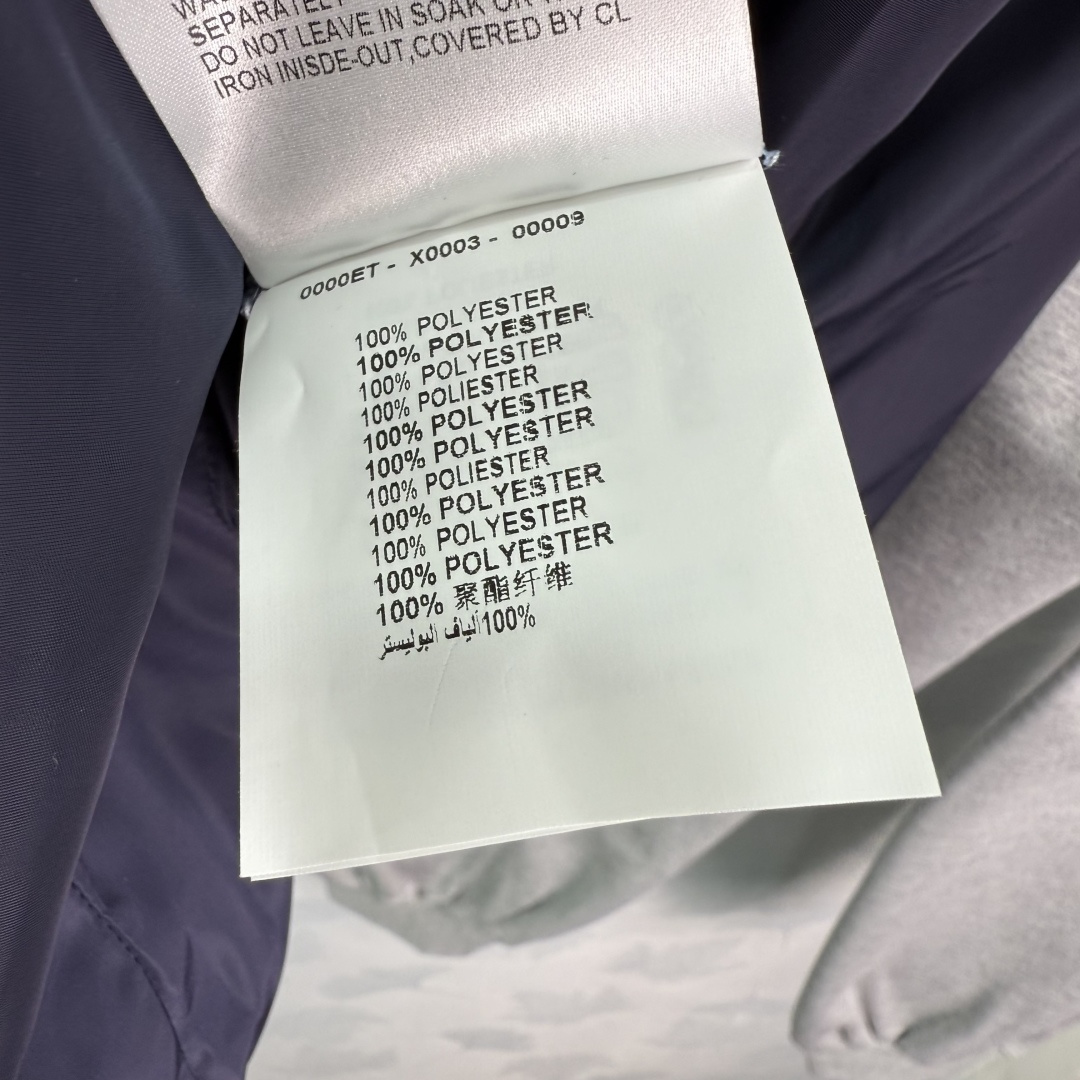 SEPARATELY
DO NOT LEAVE IN SOAK OR
IRON INISDE-OUT,COVERED BY CL
0000ET - X0003 - 00009
100% POLYESTER
100% POLYESTER
100% POLYESTER
100% POLIESTER
100% POLYESTER
100% POLYESTER
100% POLIESTER
100% POLYESTER
100% POLYESTER
100% POLYESTER
100% 聚酯纤维
100% ألياف البوليستر